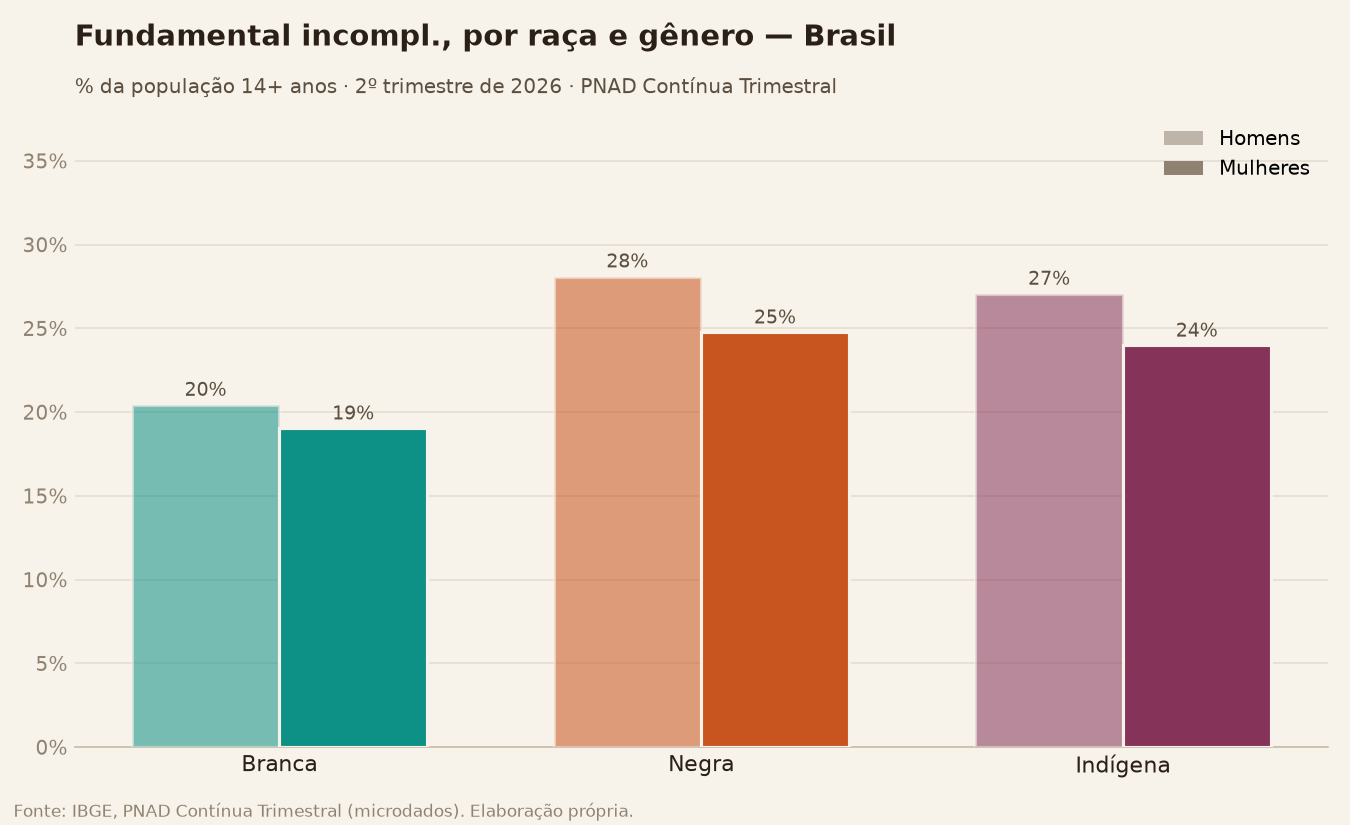 Fundamental incompl., por raça e gênero — Brasil
% da população 14+ anos · 2º trimestre de 2026 · PNAD Contínua Trimestral
Homens
Mulheres
35%
30%
25%
20%
15%
10%
5%
0%
20%
19%
28%
25%
27%
24%
Branca
Negra
Indígena
Fonte: IBGE, PNAD Contínua Trimestral (microdados). Elaboração própria.